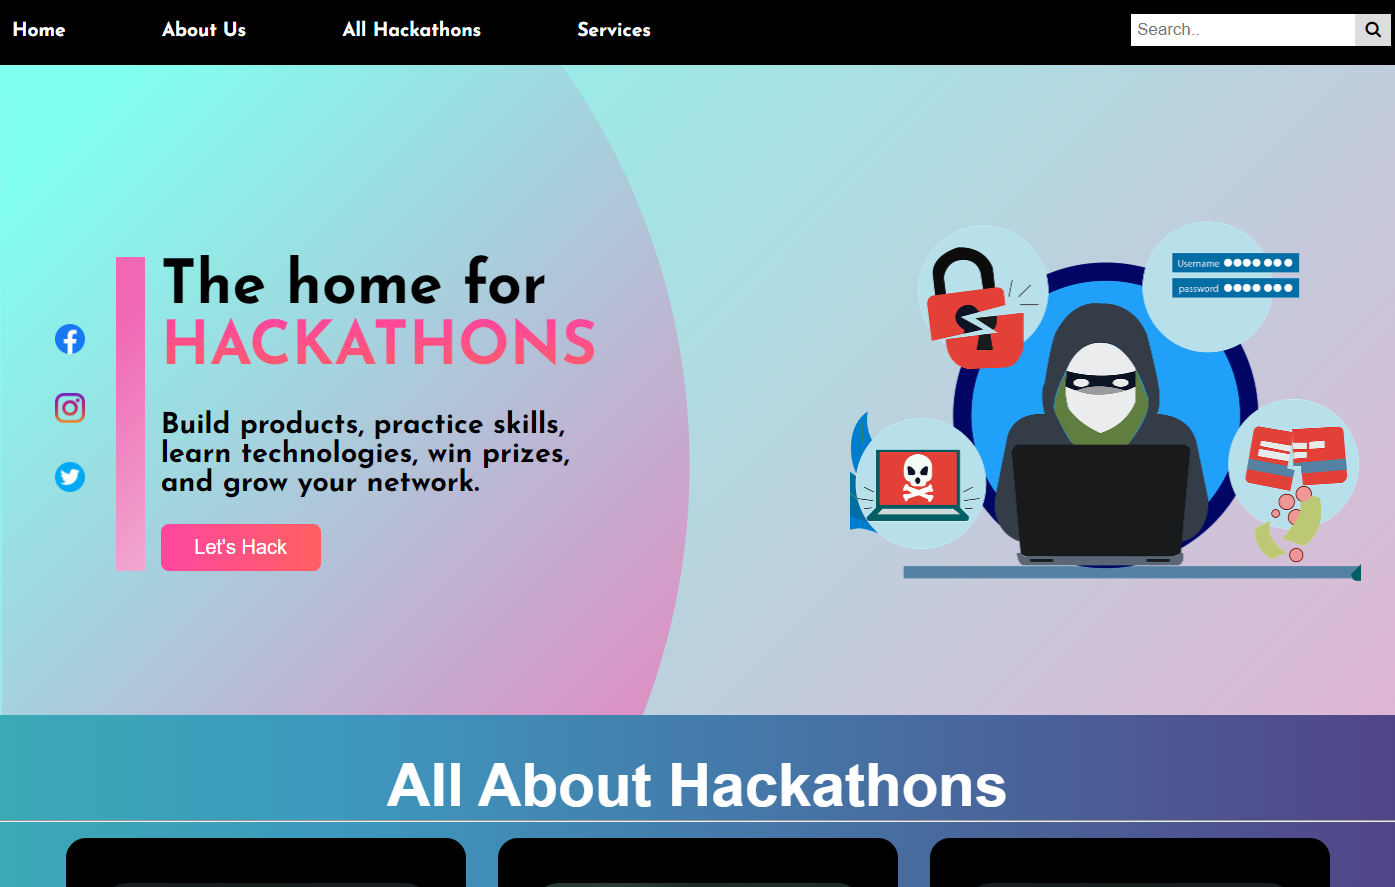 Home About Us All Hackathons Services Search..
The home for
HACKATHONS
Build products, practice skills,
learn technologies, win prizes,
and grow your network.
Let's Hack
Username
password
All About Hackathons